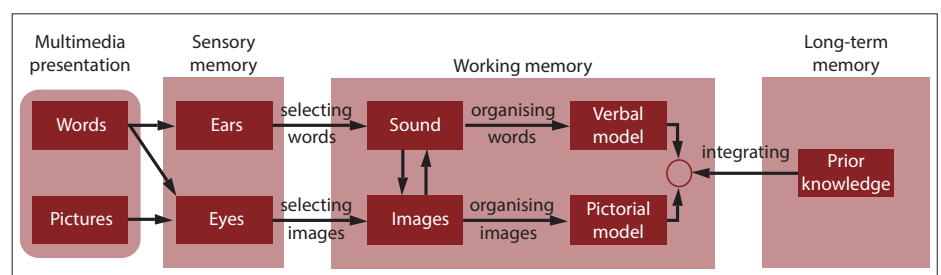 Multimedia
presentation
Sensory
memory
Working memory
Long-term
memory
Words
Ears
selecting
words
Sound
organising
words
Verbal
model
integrating
Prior
knowledge
Pictures
Eyes
selecting
images
Images
organising
images
Pictorial
model